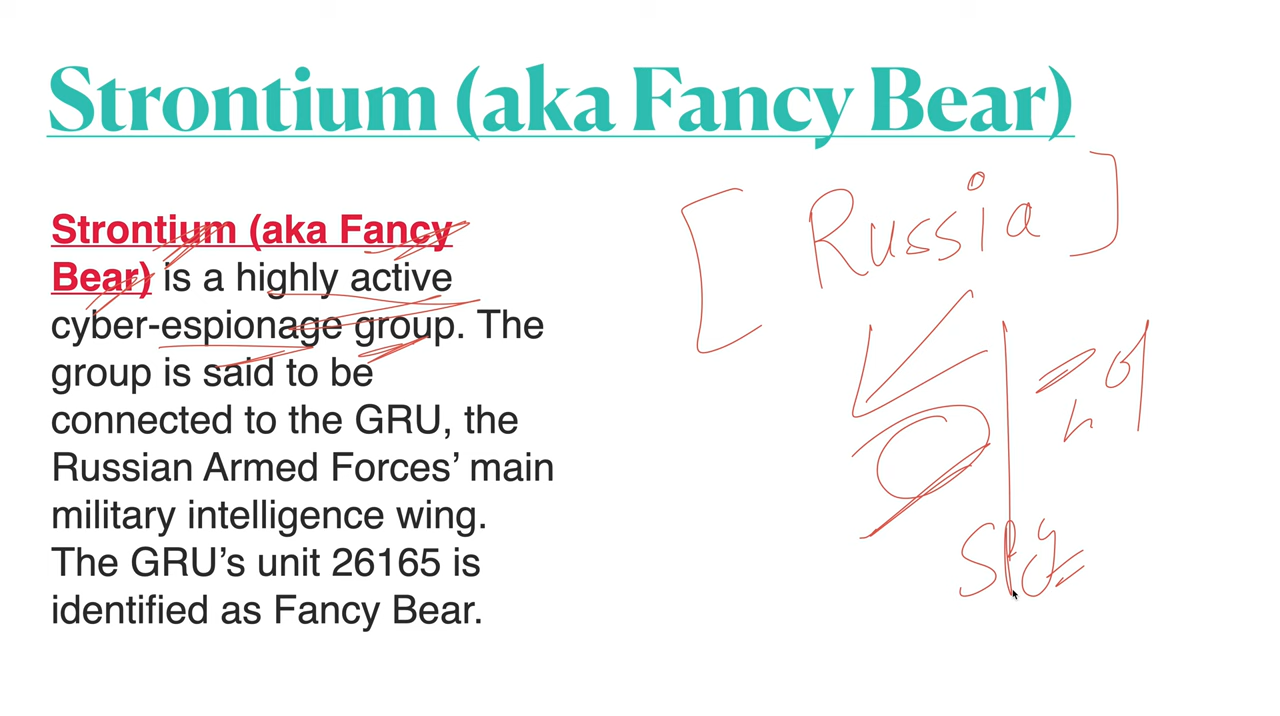 Strontium (aka Fancy Bear)
Strontium (aka Fancy
Bear) is a highly active
cyber-espionage group. The
group is said to be
connected to the GRU, the
Russian Armed Forces’ main
military intelligence wing.
The GRU’s unit 26165 is
identified as Fancy Bear.
[ Russia ]